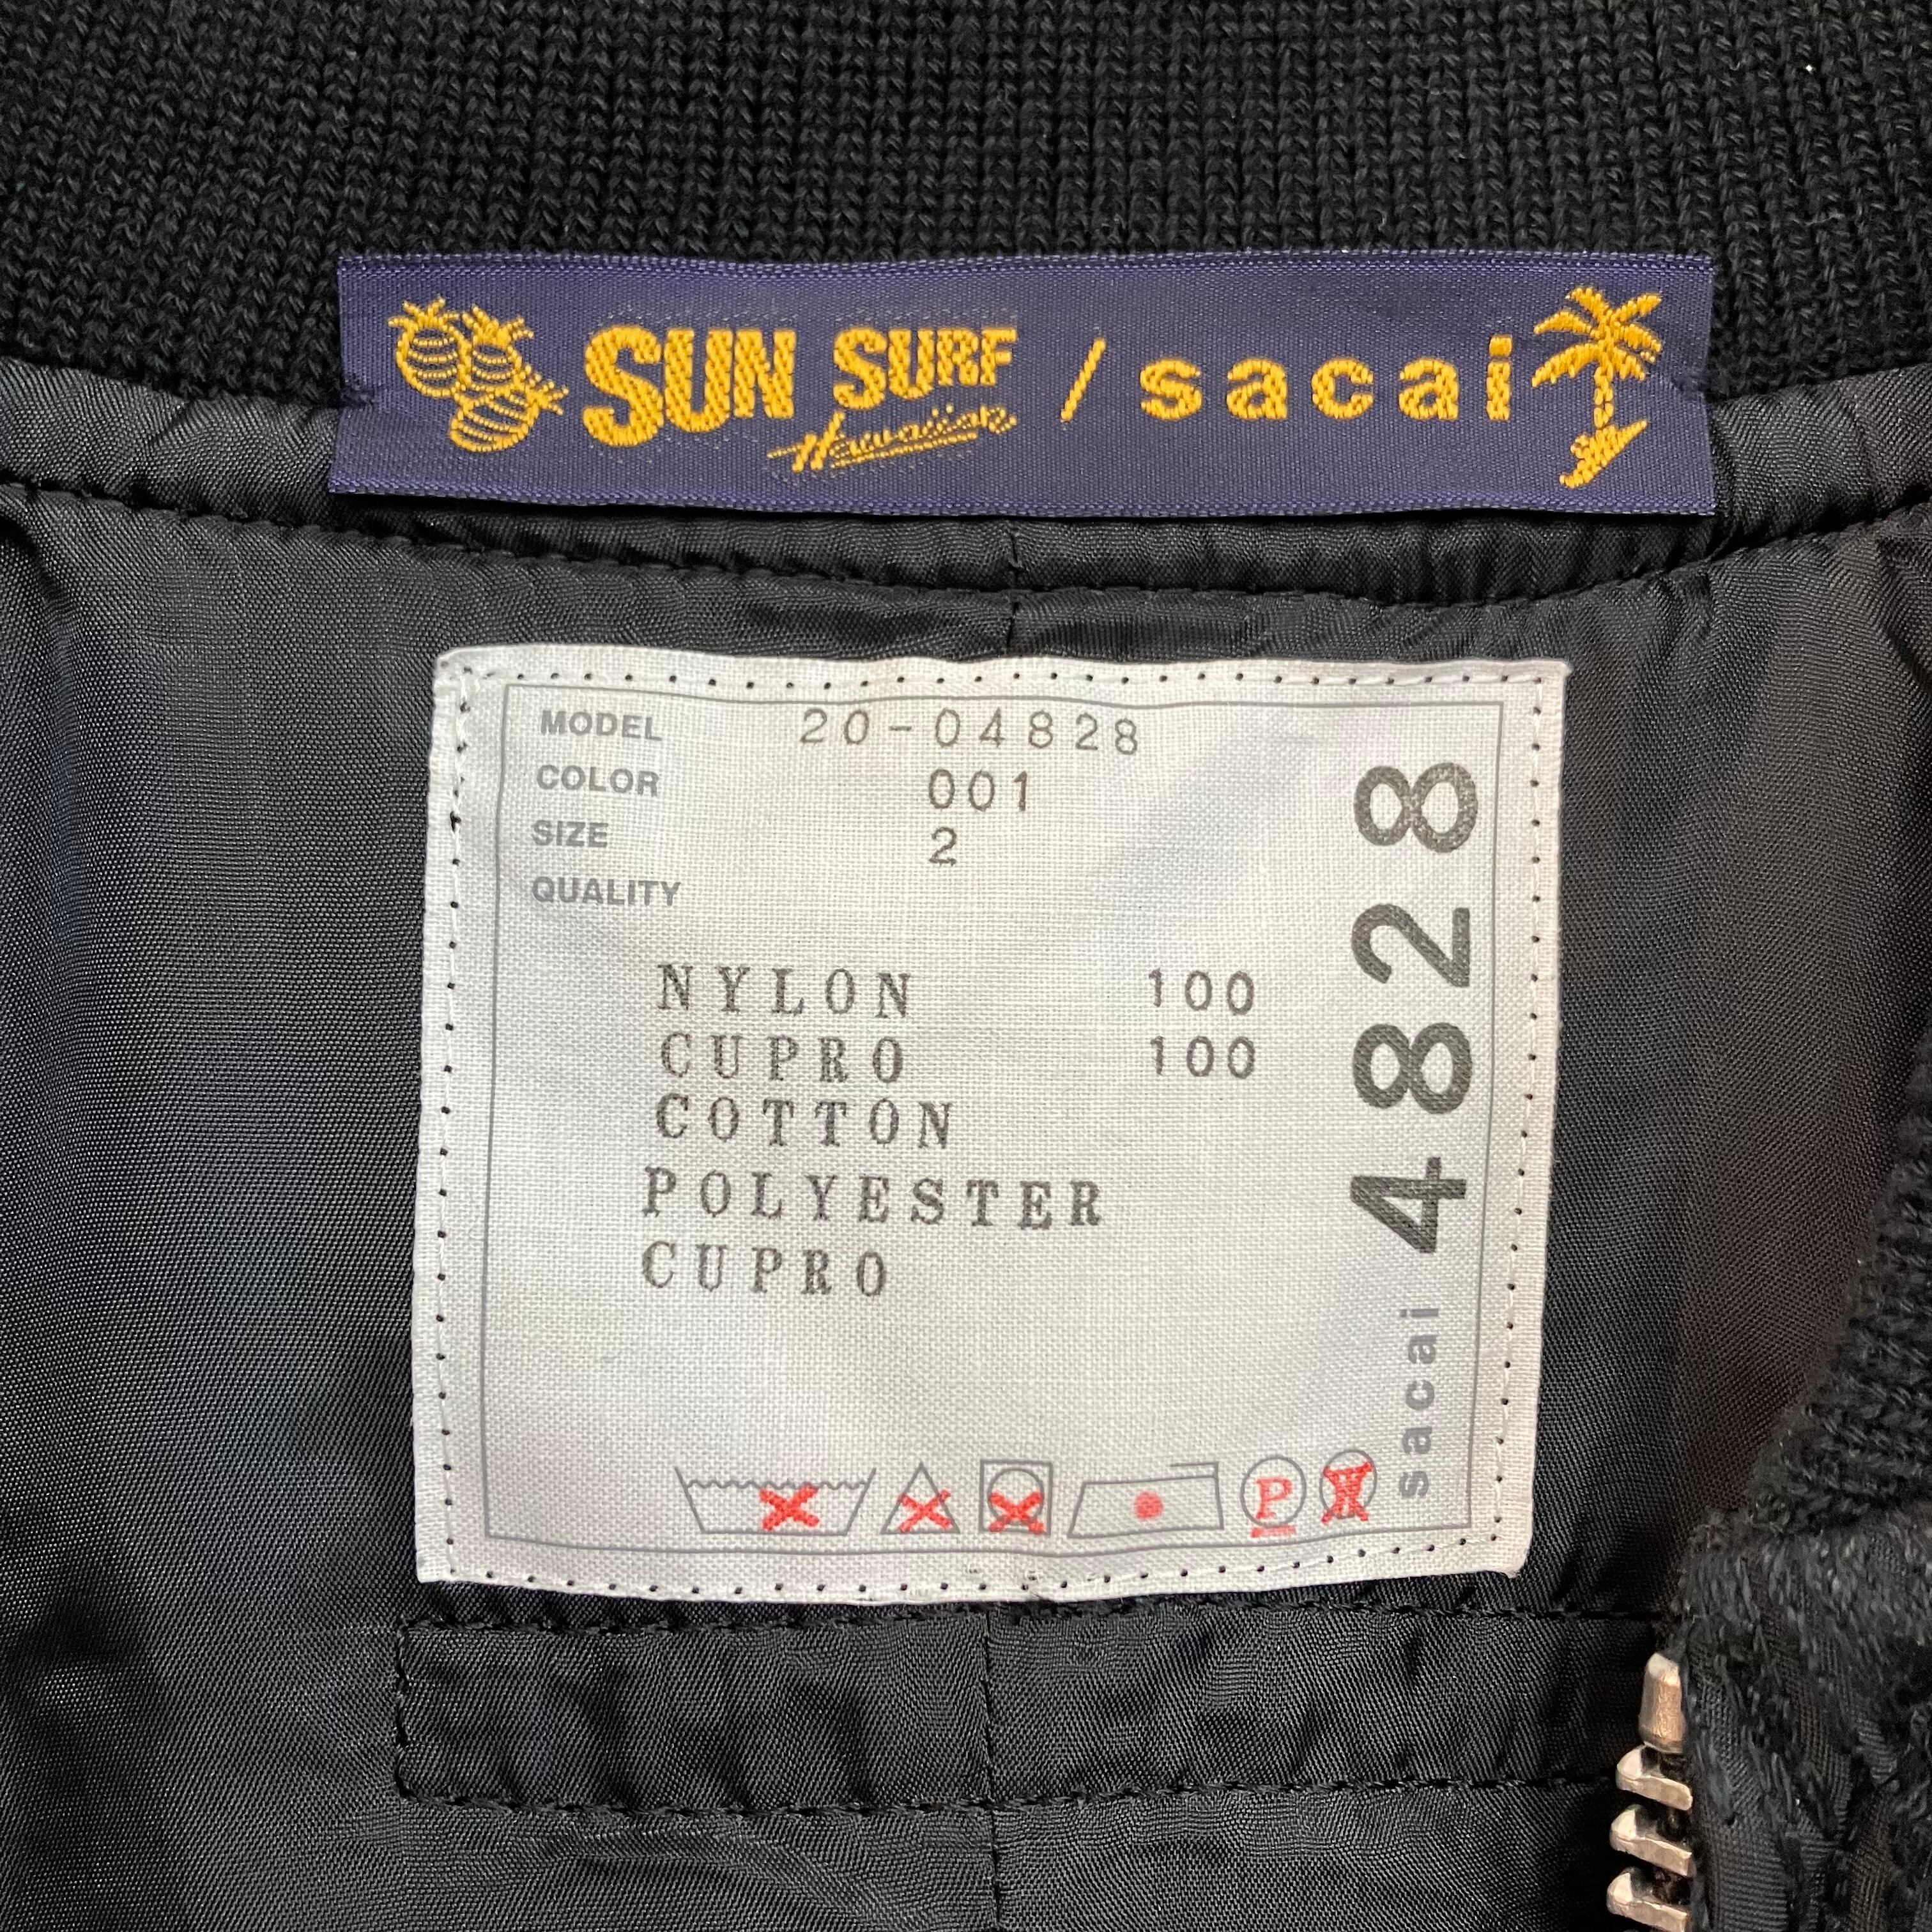 SUN SURF / sacai
Hawaiian
MODEL 20-04828
COLOR 001
SIZE 2
QUALITY
NYLON 100
CUPRO 100
COTTON
POLYESTER
CUPRO
P
W
sacai 4828